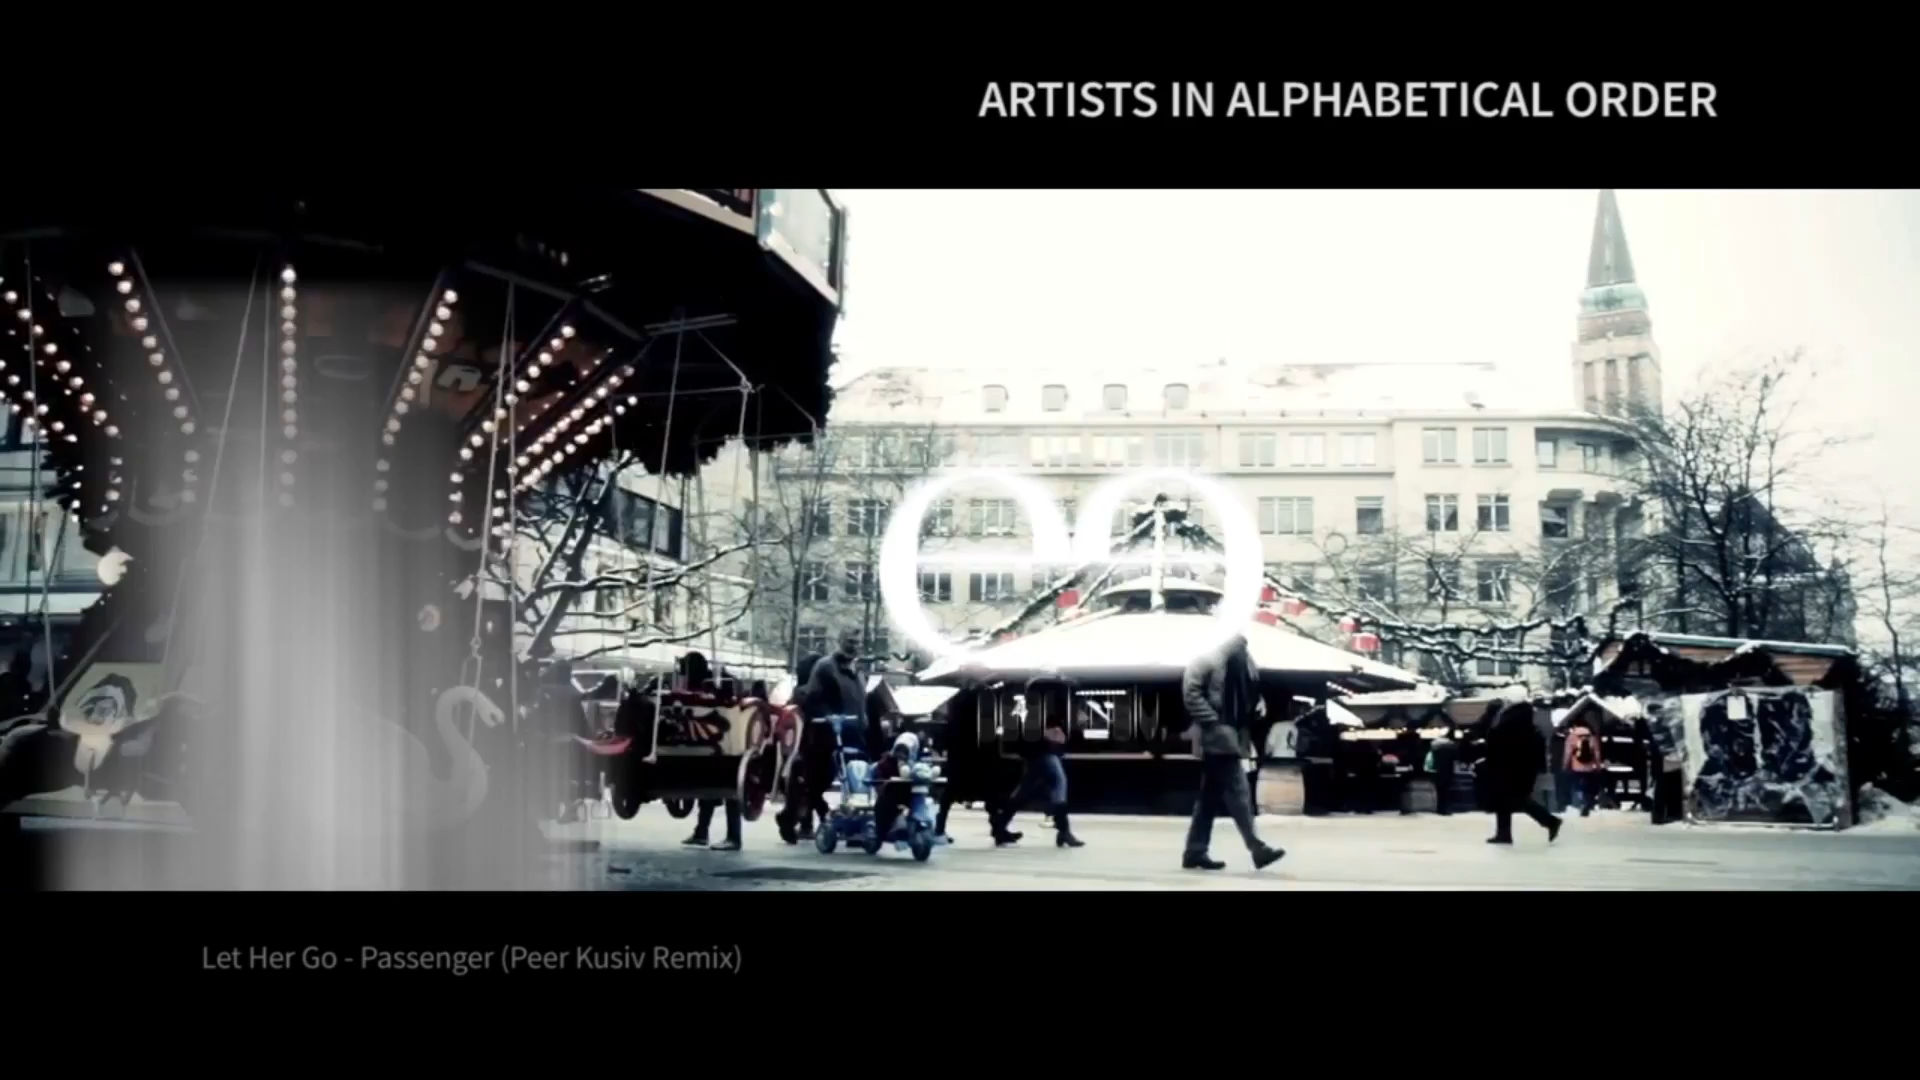 ARTISTS IN ALPHABETICAL ORDER
Let Her Go - Passenger (Peer Kusiv Remix)